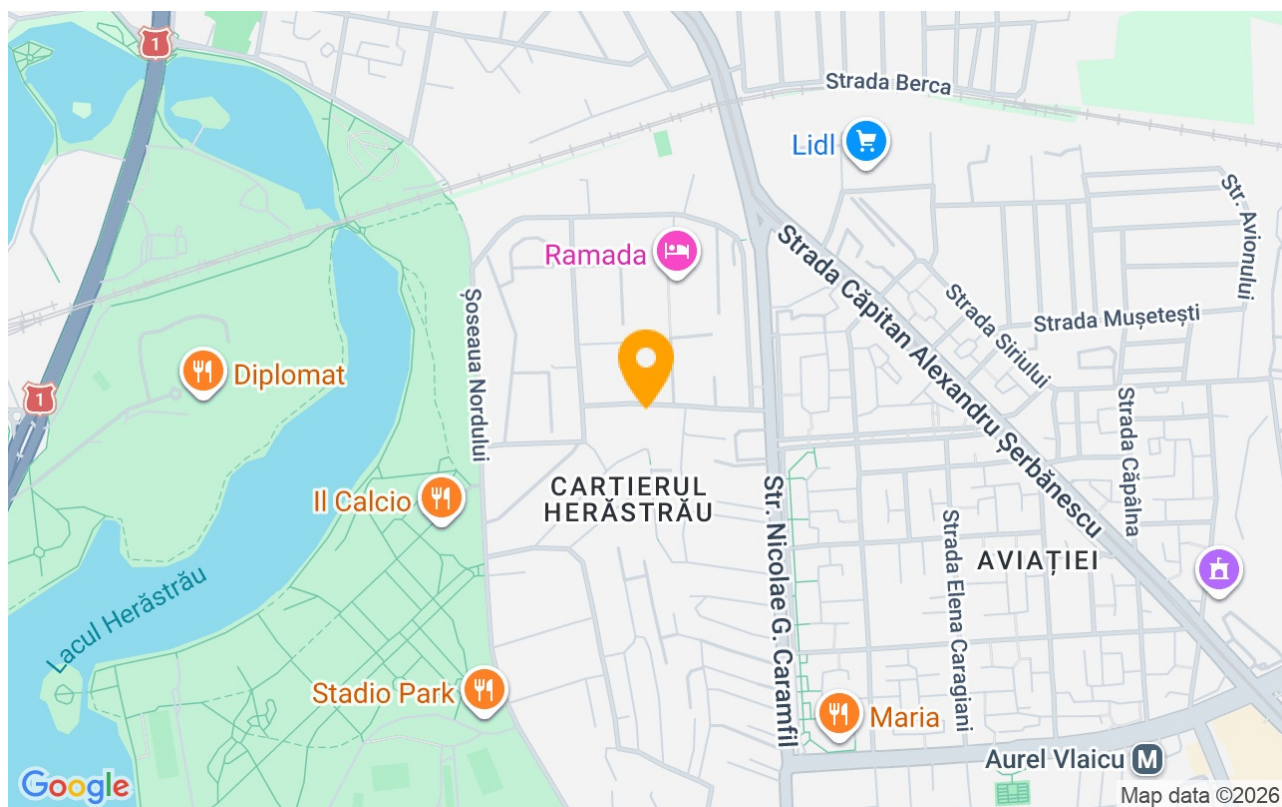 1
Strada Berca
Lidl
Str. Avionului
Ramada
Strada Căpitan Alexandru Șerbănescu
Șoseaua Nordului
Strada Siriului
Strada Mușetești
Diplomat
1
Strada Căpâlna
CARTIERUL
HERĂSTRĂU
Il Calcio
Str. Nicolae G. Caramfil
Strada Elena Caragiani
AVIAȚIEI
Lacul Herăstrău
Stadio Park
Maria
Aurel Vlaicu M
Google
Map data ©2026